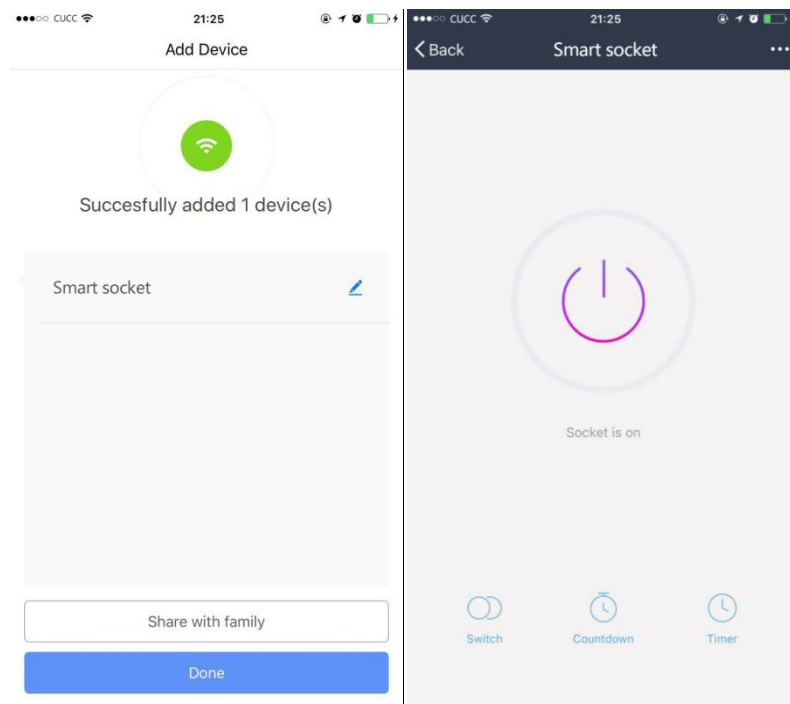 CUCC 21:25
Add Device
Succesfully added 1 device(s)
Smart socket
Share with family
Done
CUCC 21:25
Back Smart socket
Socket is on
Switch Countdown Timer